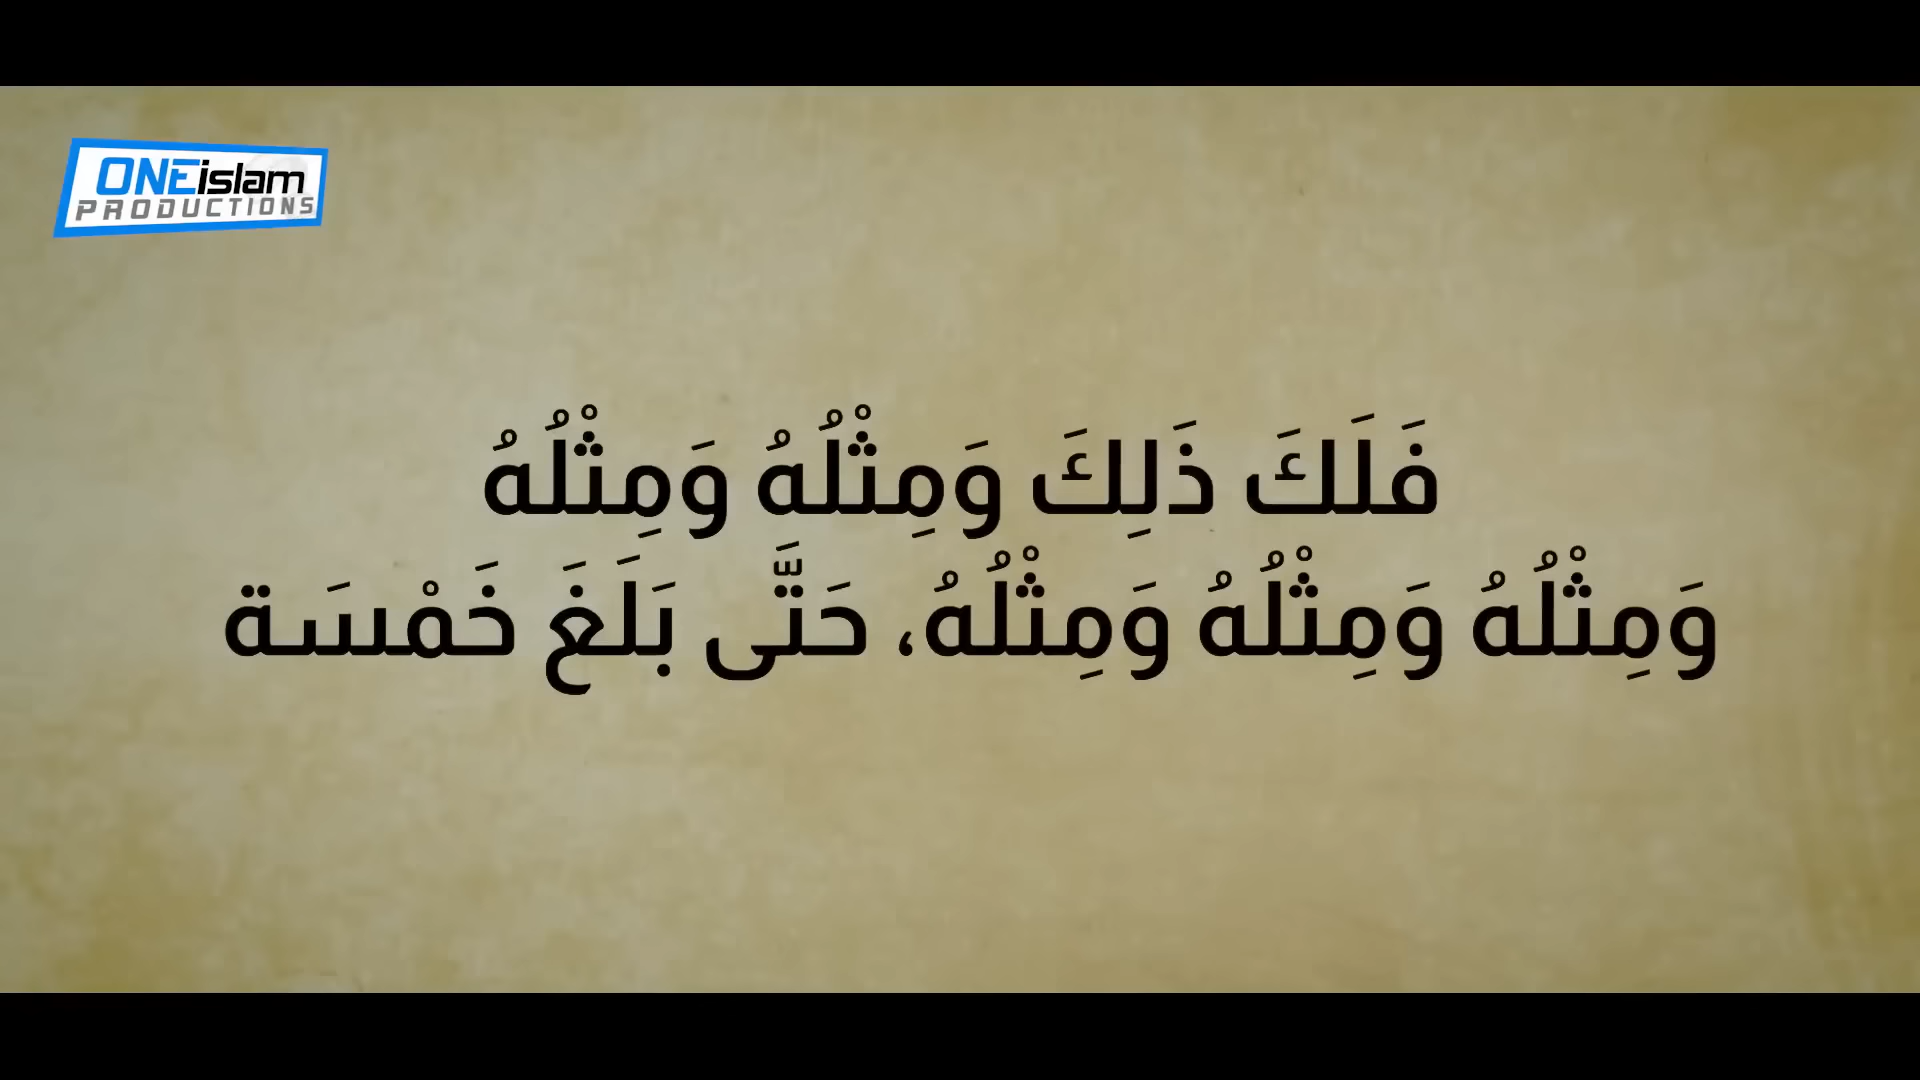 ONEislam
PRODUCTIONS
فَلَكَ ذَلِكَ وَمِثْلُهُ وَمِثْلُهُ
وَمِثْلُهُ وَمِثْلُهُ وَمِثْلُهُ، حَتَّى بَلَغَ خَمْسَة